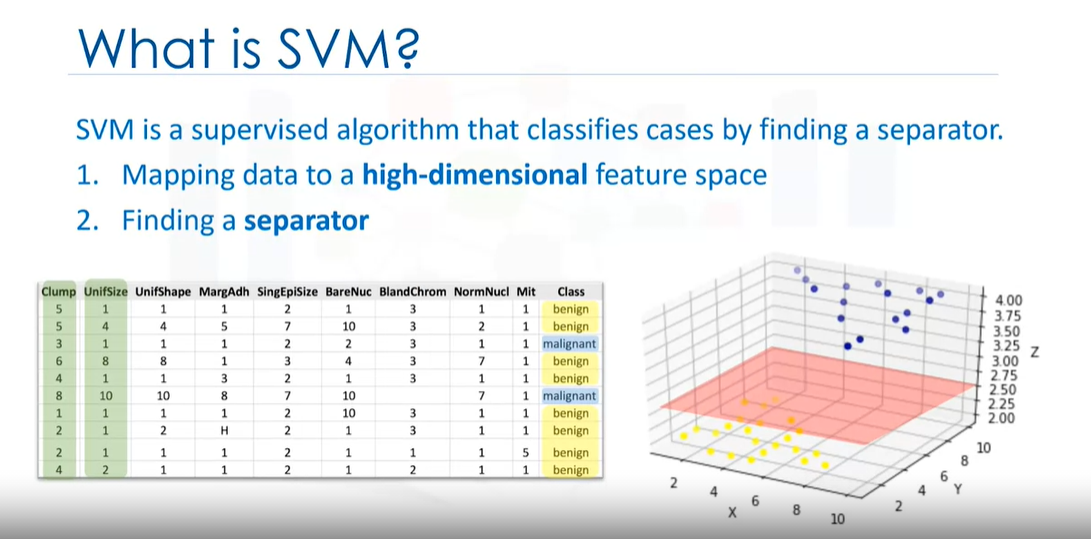 What is SVM?
SVM is a supervised algorithm that classifies cases by finding a separator.
1. Mapping data to a high-dimensional feature space
2. Finding a separator
Clump UnifSize UnifShape MargAdh SingEpiSize BareNuc BlandChrom NormNucl Mit Class
5 1 1 1 2 1 3 1 1 benign
5 4 4 5 7 10 3 2 1 benign
3 1 1 1 2 2 3 1 1 malignant
6 8 8 1 3 4 3 7 1 benign
4 1 1 3 2 1 3 1 1 benign
8 10 10 8 7 10 7 1 malignant
1 1 1 1 2 10 3 1 1 benign
2 1 2 H 2 1 3 1 1 benign
2 1 1 1 2 1 1 1 5 benign
4 2 1 1 2 1 2 1 1 benign
4.00
3.75
3.50
3.25
3.00
2.75
2.50
2.25
2.00
Z
2 4 6 8 10
X
2 4 6 8 10
Y